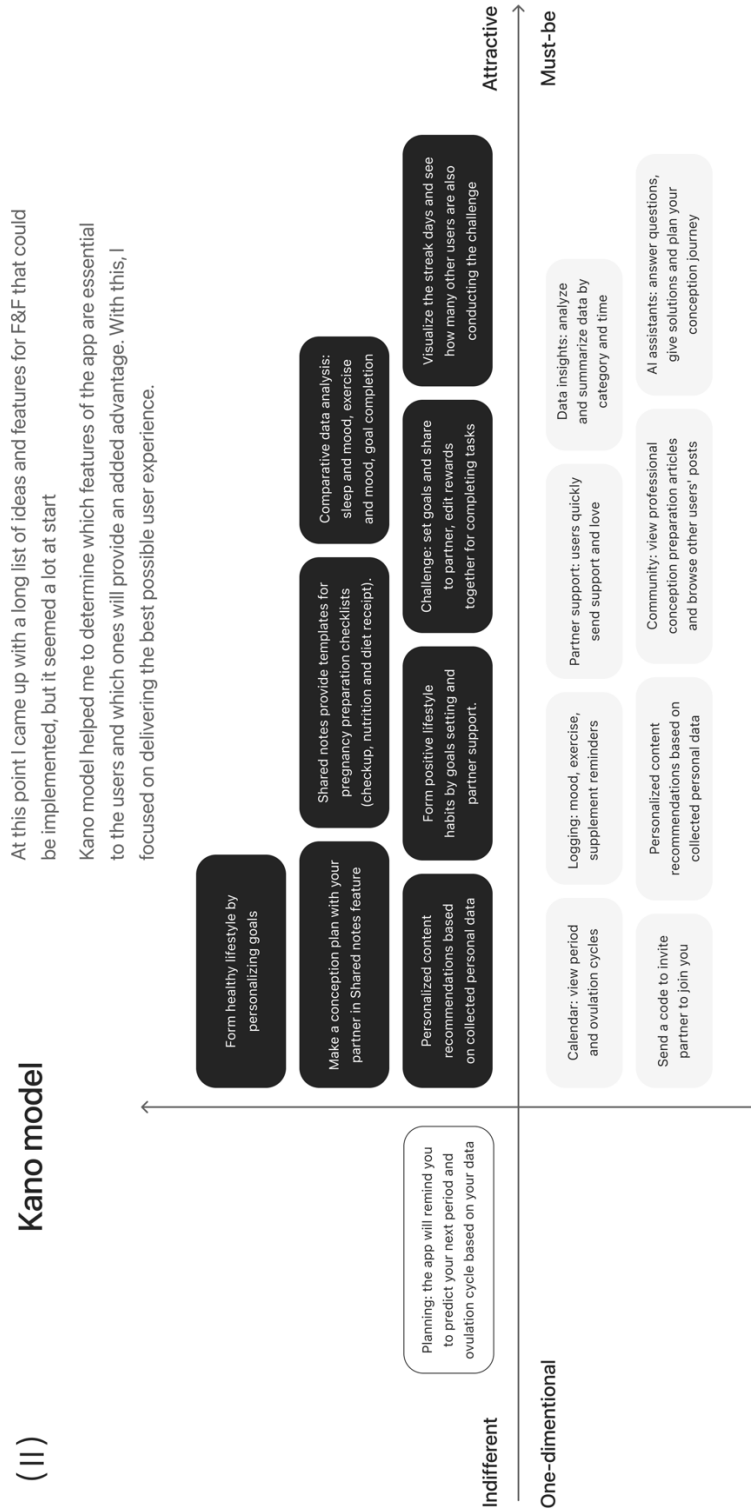 (II)
Kano model
At this point I came up with a long list of ideas and features for F&F that could
be implemented, but it seemed a lot at start
Kano model helped me to determine which features of the app are essential
to the users and which ones will provide an added advantage. With this, I
focused on delivering the best possible user experience.
Form healthy lifestyle by
personalizing goals
Make a conception plan with your
partner in Shared notes feature
Shared notes provide templates for
pregnancy preparation checklists
(checkup, nutrition and diet receipt).
Comparative data analysis:
sleep and mood, exercise
and mood, goal completion
Planning: the app will remind you
to predict your next period and
ovulation cycle based on your data
Personalized content
recommendations based
on collected personal data
Form positive lifestyle
habits by goals setting and
partner support.
Challenge: set goals and share
to partner, edit rewards
together for completing tasks
Visualize the streak days and see
how many other users are also
conducting the challenge
Indifferent
Attractive
One-dimentional
Must-be
Calendar: view period
and ovulation cycles
Logging: mood, exercise,
supplement reminders
Partner support: users quickly
send support and love
Data insights: analyze
and summarize data by
category and time
Send a code to invite
partner to join you
Personalized content
recommendations based on
collected personal data
Community: view professional
conception preparation articles
and browse other users' posts
AI assistants: answer questions,
give solutions and plan your
conception journey